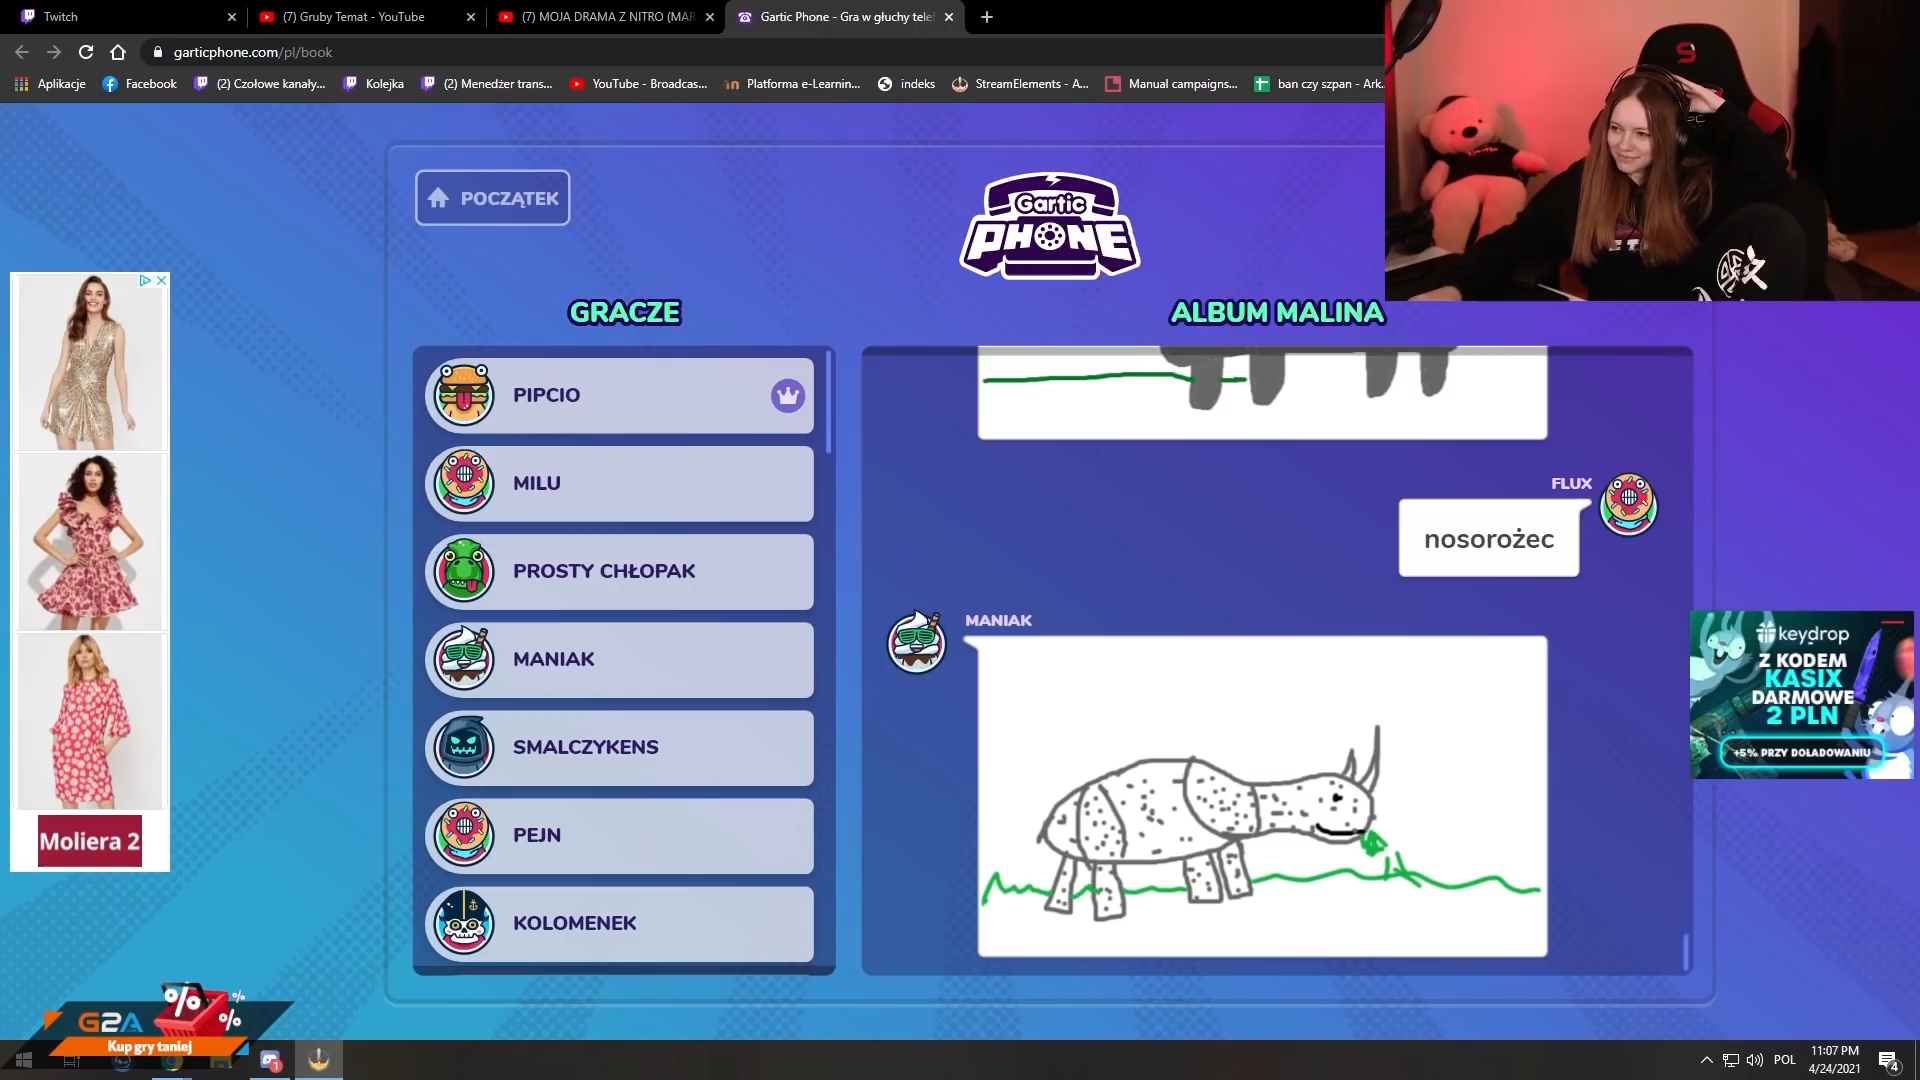 Twitch
(7) Gruby Temat - YouTube
(7) MOJA DRAMA Z NITRO (MAR
Gartic Phone - Gra w głuchy telef
garticphone.com/pl/book
Aplikacje
Facebook
(2) Czołowe kanały...
Kolejka
(2) Menedżer trans...
YouTube - Broadcas...
Platforma e-Learnin...
indeks
StreamElements - A...
Manual campaigns...
ban czy szpan - Ark...
POCZĄTEK
Gartic
PHONE
GRACZE
ALBUM MALINA
PIPCIO
MILU
PROSTY CHŁOPAK
MANIAK
SMALCZYKENS
PEJN
KOLOMENEK
FLUX
nosorożec
MANIAK
Moliera 2
keydrop
Z KODEM
KASIX
DARMOWE
2 PLN
+5% PRZY DOŁADOWANIU
G2A
Kup gry taniej
POL
11:07 PM
4/24/2021